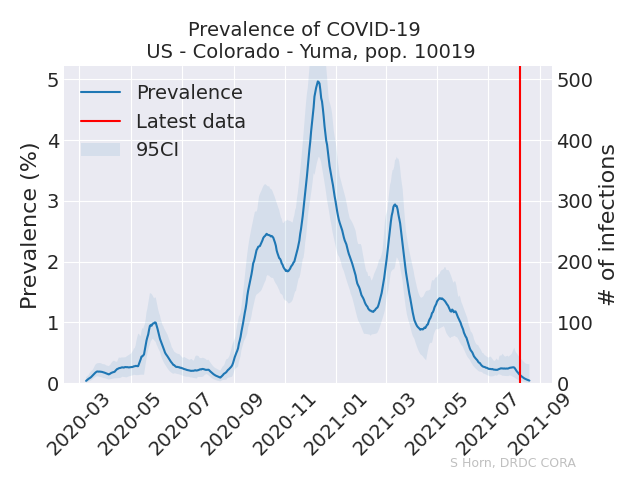 Prevalence of COVID-19
US - Colorado - Yuma, pop. 10019
Prevalence
Latest data
95CI
Prevalence (%)
5
4
3
2
1
0
500
400
300
200
100
0
# of infections
2020-03
2020-05
2020-07
2020-09
2020-11
2021-01
2021-03
2021-05
2021-07
2021-09
S Horn, DRDC CORA